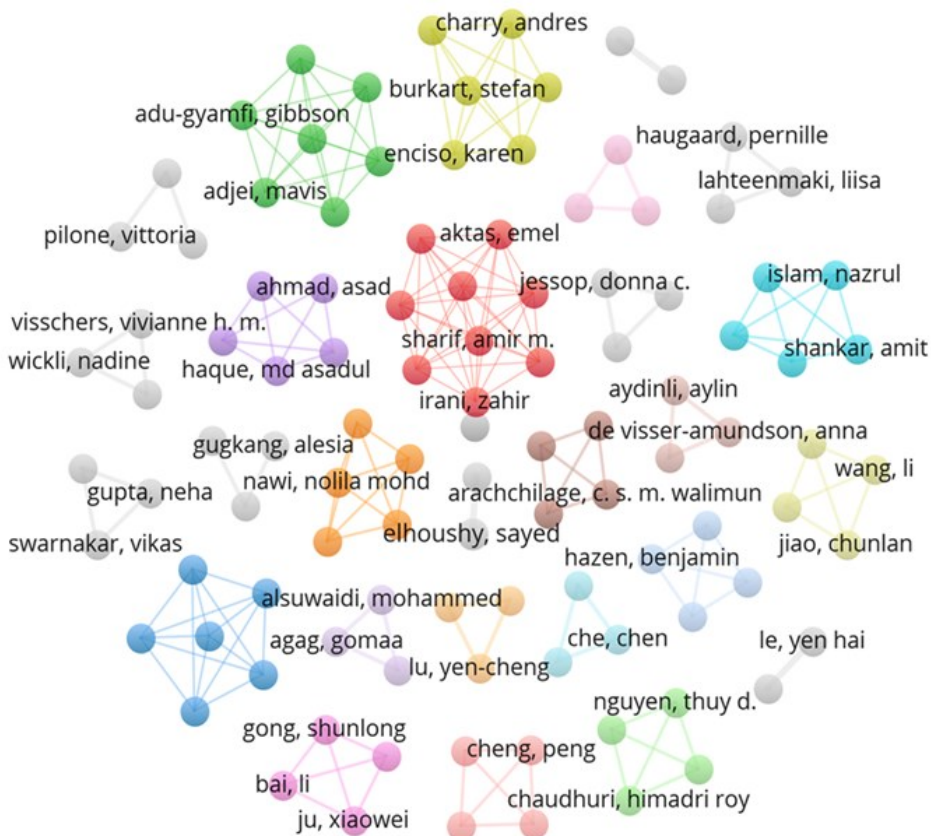 charry, andres
burkart, stefan
adu-gyamfi, gibbson
haugaard, pernille
enciso, karen
lahteenmaki, liisa
adjei, mavis
pilone, vittoria
aktas, emel
islam, nazrul
ahmad, asad
jessop, donna c.
visschers, vivianne h. m.
sharif, amir m.
shankar, amit
wickli, nadine
haque, md asadul
aydinli, aylin
irani, zahir
de visser-amundson, anna
gugkang, alesia
wang, li
nawi, nolila mohd
gupta, neha
arachchilage, c. s. m. walimun
elhoushy, sayed
jiao, chunlan
swarnakar, vikas
hazen, benjamin
alsuwaidi, mohammed
agag, gomaa
che, chen
le, yen hai
lu, yen-cheng
nguyen, thuy d.
gong, shunlong
cheng, peng
bai, li
chaudhuri, himadri roy
ju, xiaowei